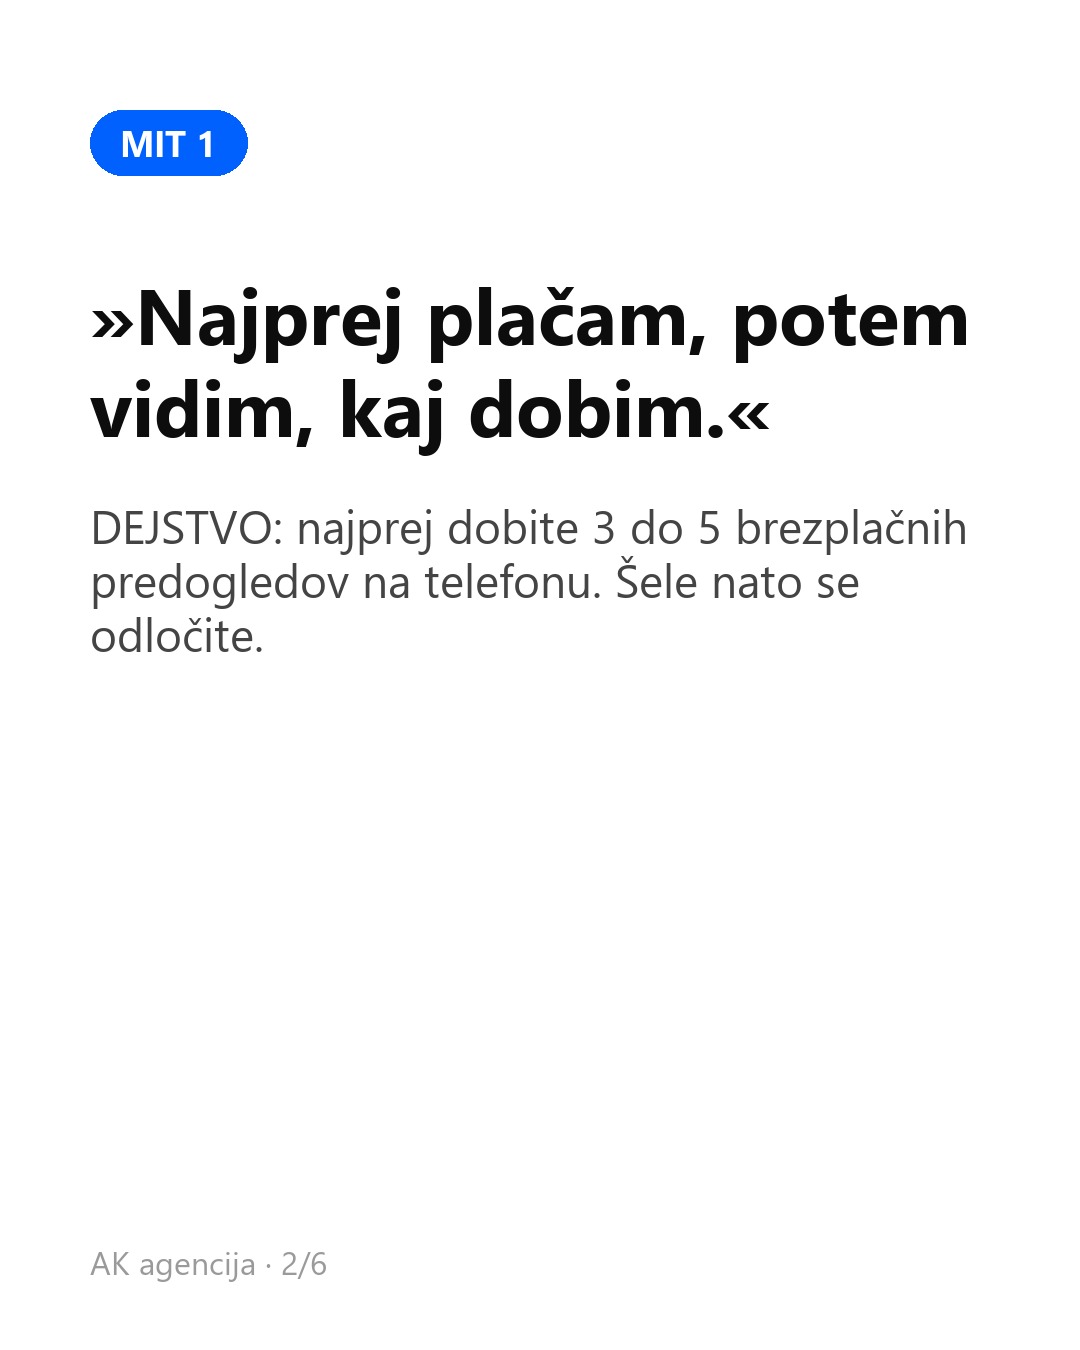 MIT 1
»Najprej plačam, potem
vidim, kaj dobim.«
DEJSTVO: najprej dobite 3 do 5 brezplačnih
predogledov na telefonu. Šele nato se
odločite.
AK agencija · 2/6